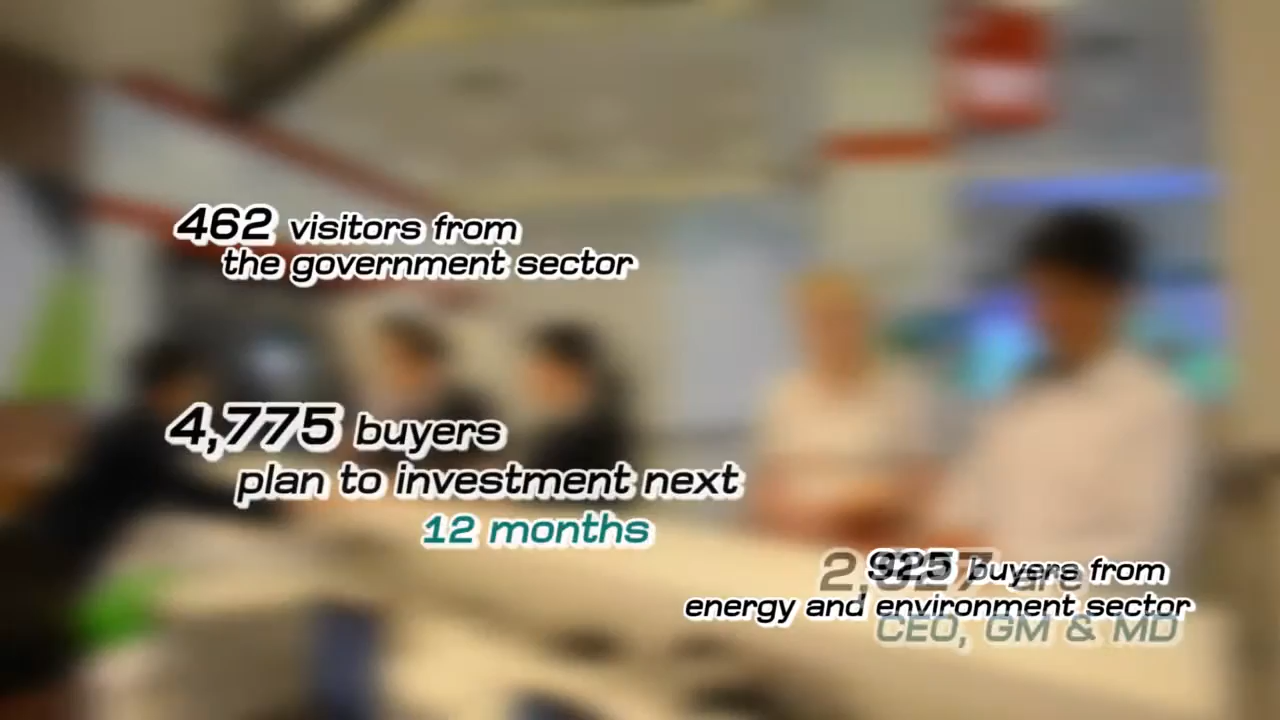 462 visitors from
the government sector
4,775 buyers
plan to investment next
12 months
925 buyers from
energy and environment sector
are
CEO, GM & MD